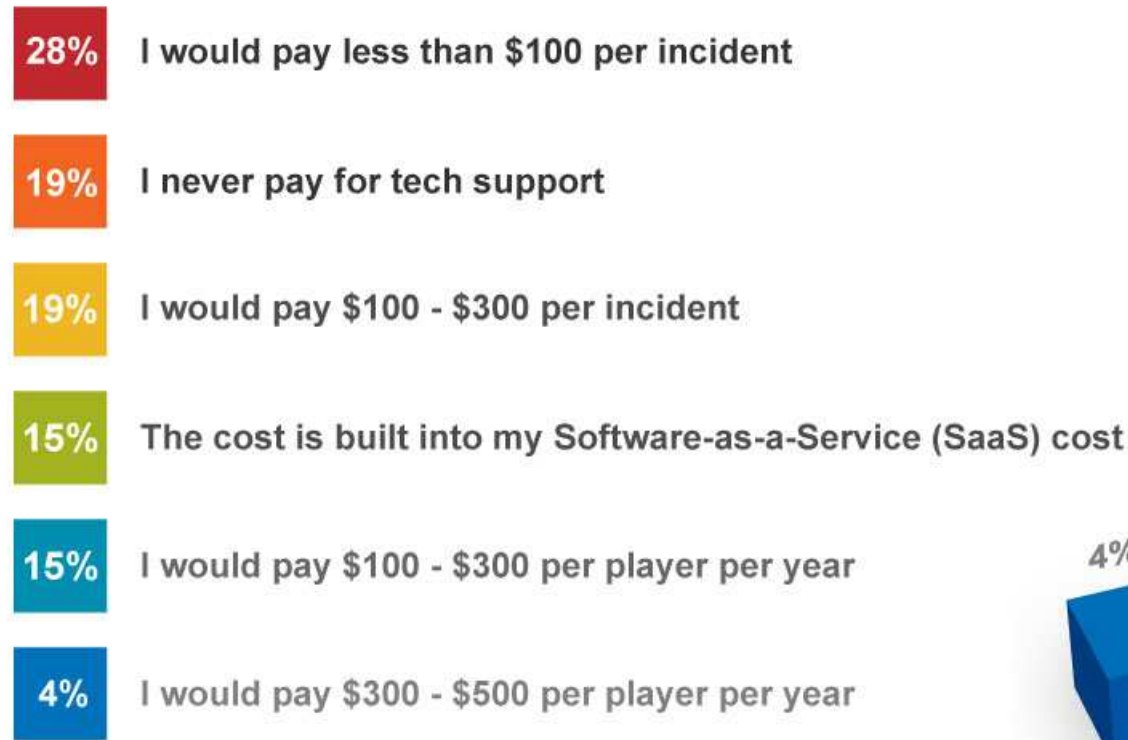 28% I would pay less than $100 per incident
19% I never pay for tech support
19% I would pay $100 - $300 per incident
15% The cost is built into my Software-as-a-Service (SaaS) cost
15% I would pay $100 - $300 per player per year
4%
4% I would pay $300 - $500 per player per year